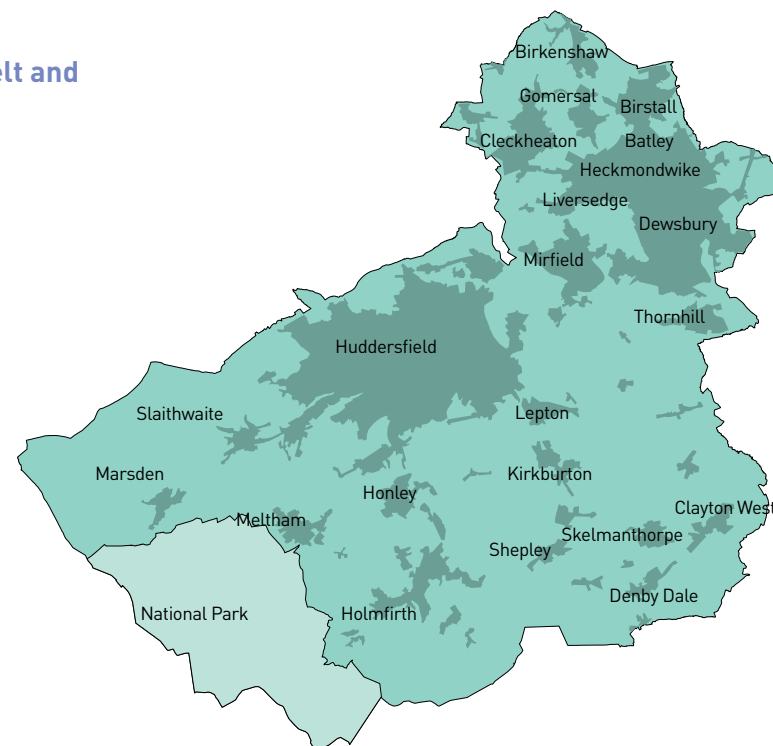 elt and
Birkenshaw
Gomersal
Birstall
Cleckheaton
Batley
Heckmondwike
Liversedge
Dewsbury
Mirfield
Thornhill
Huddersfield
Slaithwaite
Lepton
Marsden
Kirkburton
Honley
Clayton West
Meltham
Skelmanthorpe
Shepley
Denby Dale
National Park
Holmfirth